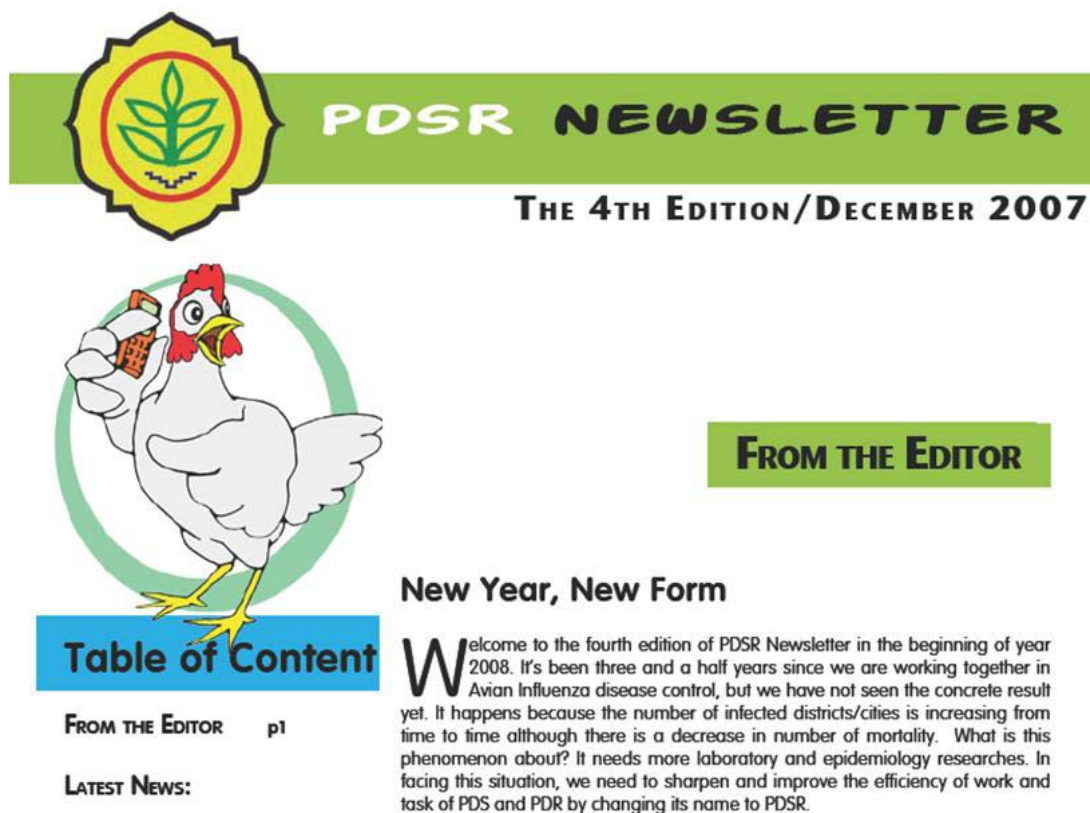 PDSR NEWSLETTER
THE 4TH EDITION/DECEMBER 2007
FROM THE EDITOR
Table of Content
FROM THE EDITOR p1
LATEST NEWS:
New Year, New Form
Welcome to the fourth edition of PDSR Newsletter in the beginning of year
2008. It's been three and a half years since we are working together in
Avian Influenza disease control, but we have not seen the concrete result
yet. It happens because the number of infected districts/cities is increasing from
time to time although there is a decrease in number of mortality. What is this
phenomenon about? It needs more laboratory and epidemiology researches. In
facing this situation, we need to sharpen and improve the efficiency of work and
task of PDS and PDR by changing its name to PDSR.